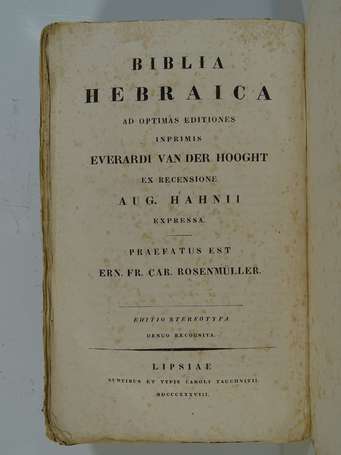 BIBLIA
HEBRAICA
AD OPTIMAS EDITIONES
INPRIMIS
EVERARDI VAN DER HOOGHT
EX RECENSIONE
AUG. HAHNII
EXPRESSA.
PRAEFATUS EST
ERN. FR. CAR. ROSENMÜLLER.
EDITIO STEREOTYPA
DENUO RECOGNITA.
LIPSIAE
SUMTIBUS ET TYPIS CAROLI TAUCHNITII
MDCCCXXXVIII.